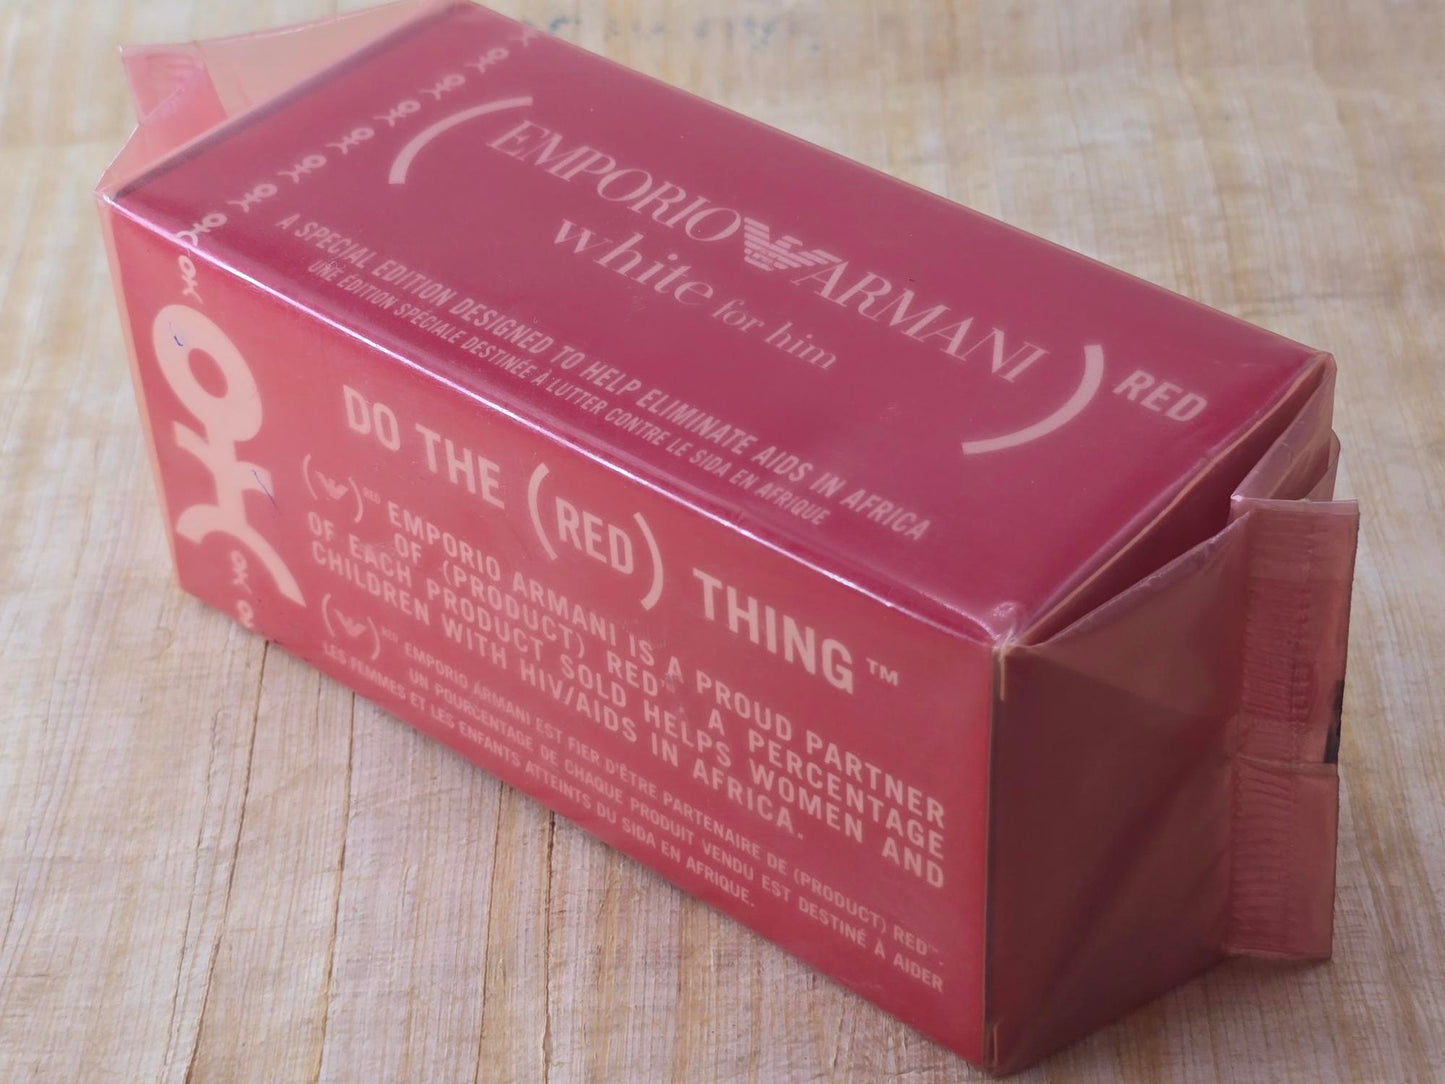 EMPORIO ARMANI
white for him
RED
A SPECIAL EDITION DESIGNED TO HELP ELIMINATE AIDS IN AFRICA
UNE EDITION SPÉCIALE DESTINÉE À LUTTER CONTRE LE SIDA EN AFRIQUE
DO THE (RED) THING™
( )RED EMPORIO ARMANI IS A PROUD PARTNER
OF (PRODUCT) RED™ A PERCENTAGE
OF EACH PRODUCT SOLD HELPS WOMEN AND
CHILDREN WITH HIV/AIDS IN AFRICA.
( )RED EMPORIO ARMANI EST FIER D'ÊTRE PARTENAIRE DE (PRODUCT) RED™.
UN POURCENTAGE DE CHAQUE PRODUIT VENDU EST DESTINÉ À AIDER
LES FEMMES ET LES ENFANTS ATTEINTS DU SIDA EN AFRIQUE.